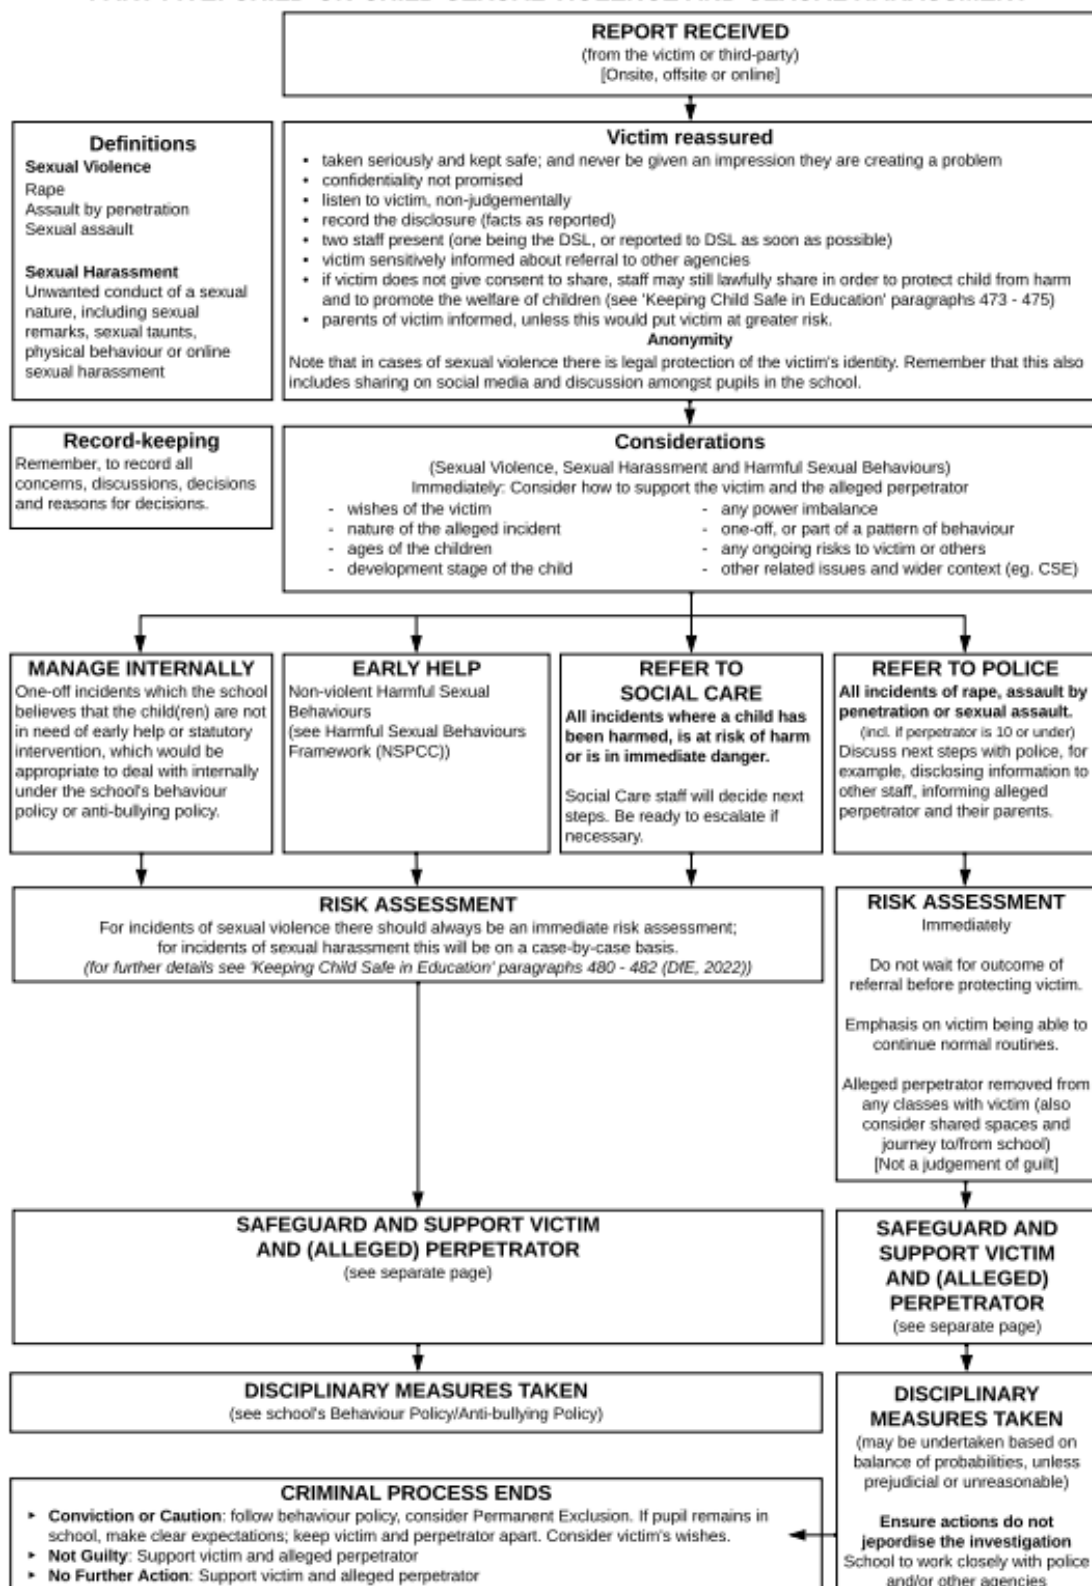 REPORT RECEIVED
(from the victim or third-party)
[Onsite, offsite or online]
Definitions
Sexual Violence
Rape
Assault by penetration
Sexual assault
Sexual Harassment
Unwanted conduct of a sexual
nature, including sexual
remarks, sexual taunts,
physical behaviour or online
sexual harassment
Victim reassured
• taken seriously and kept safe; and never be given an impression they are creating a problem
• confidentiality not promised
• listen to victim, non-judgementally
• record the disclosure (facts as reported)
• two staff present (one being the DSL, or reported to DSL as soon as possible)
• victim sensitively informed about referral to other agencies
• if victim does not give consent to share, staff may still lawfully share in order to protect child from harm
and to promote the welfare of children (see 'Keeping Child Safe in Education' paragraphs 473 - 475)
• parents of victim informed, unless this would put victim at greater risk.
Anonymity
Note that in cases of sexual violence there is legal protection of the victim's identity. Remember that this also
includes sharing on social media and discussion amongst pupils in the school.
Record-keeping
Remember, to record all
concerns, discussions, decisions
and reasons for decisions.
Considerations
(Sexual Violence, Sexual Harassment and Harmful Sexual Behaviours)
Immediately: Consider how to support the victim and the alleged perpetrator
- wishes of the victim
- nature of the alleged incident
- ages of the children
- development stage of the child
- any power imbalance
- one-off, or part of a pattern of behaviour
- any ongoing risks to victim or others
- other related issues and wider context (eg. CSE)
MANAGE INTERNALLY
One-off incidents which the school
believes that the child(ren) are not
in need of early help or statutory
intervention, which would be
appropriate to deal with internally
under the school's behaviour
policy or anti-bullying policy.
EARLY HELP
Non-violent Harmful Sexual
Behaviours
(see Harmful Sexual Behaviours
Framework (NSPCC))
REFER TO
SOCIAL CARE
All incidents where a child has
been harmed, is at risk of harm
or is in immediate danger.
Social Care staff will decide next
steps. Be ready to escalate if
necessary.
REFER TO POLICE
All incidents of rape, assault by
penetration or sexual assault.
(incl. if perpetrator is 10 or under)
Discuss next steps with police, for
example, disclosing information to
other staff, informing alleged
perpetrator and their parents.
RISK ASSESSMENT
For incidents of sexual violence there should always be an immediate risk assessment;
for incidents of sexual harassment this will be on a case-by-case basis.
(for further details see 'Keeping Child Safe in Education' paragraphs 480 - 482 (DfE, 2022))
RISK ASSESSMENT
Immediately
Do not wait for outcome of
referral before protecting victim.
Emphasis on victim being able to
continue normal routines.
Alleged perpetrator removed from
any classes with victim (also
consider shared spaces and
journey to/from school)
[Not a judgement of guilt]
SAFEGUARD AND SUPPORT VICTIM
AND (ALLEGED) PERPETRATOR
(see separate page)
SAFEGUARD AND
SUPPORT VICTIM
AND (ALLEGED)
PERPETRATOR
(see separate page)
DISCIPLINARY MEASURES TAKEN
(see school's Behaviour Policy/Anti-bullying Policy)
DISCIPLINARY
MEASURES TAKEN
(may be undertaken based on
balance of probabilities, unless
prejudicial or unreasonable)
Ensure actions do not
jepordise the investigation
School to work closely with police
and/or other agencies
CRIMINAL PROCESS ENDS
▸ Conviction or Caution: follow behaviour policy, consider Permanent Exclusion. If pupil remains in
school, make clear expectations; keep victim and perpetrator apart. Consider victim's wishes.
▸ Not Guilty: Support victim and alleged perpetrator
▸ No Further Action: Support victim and alleged perpetrator